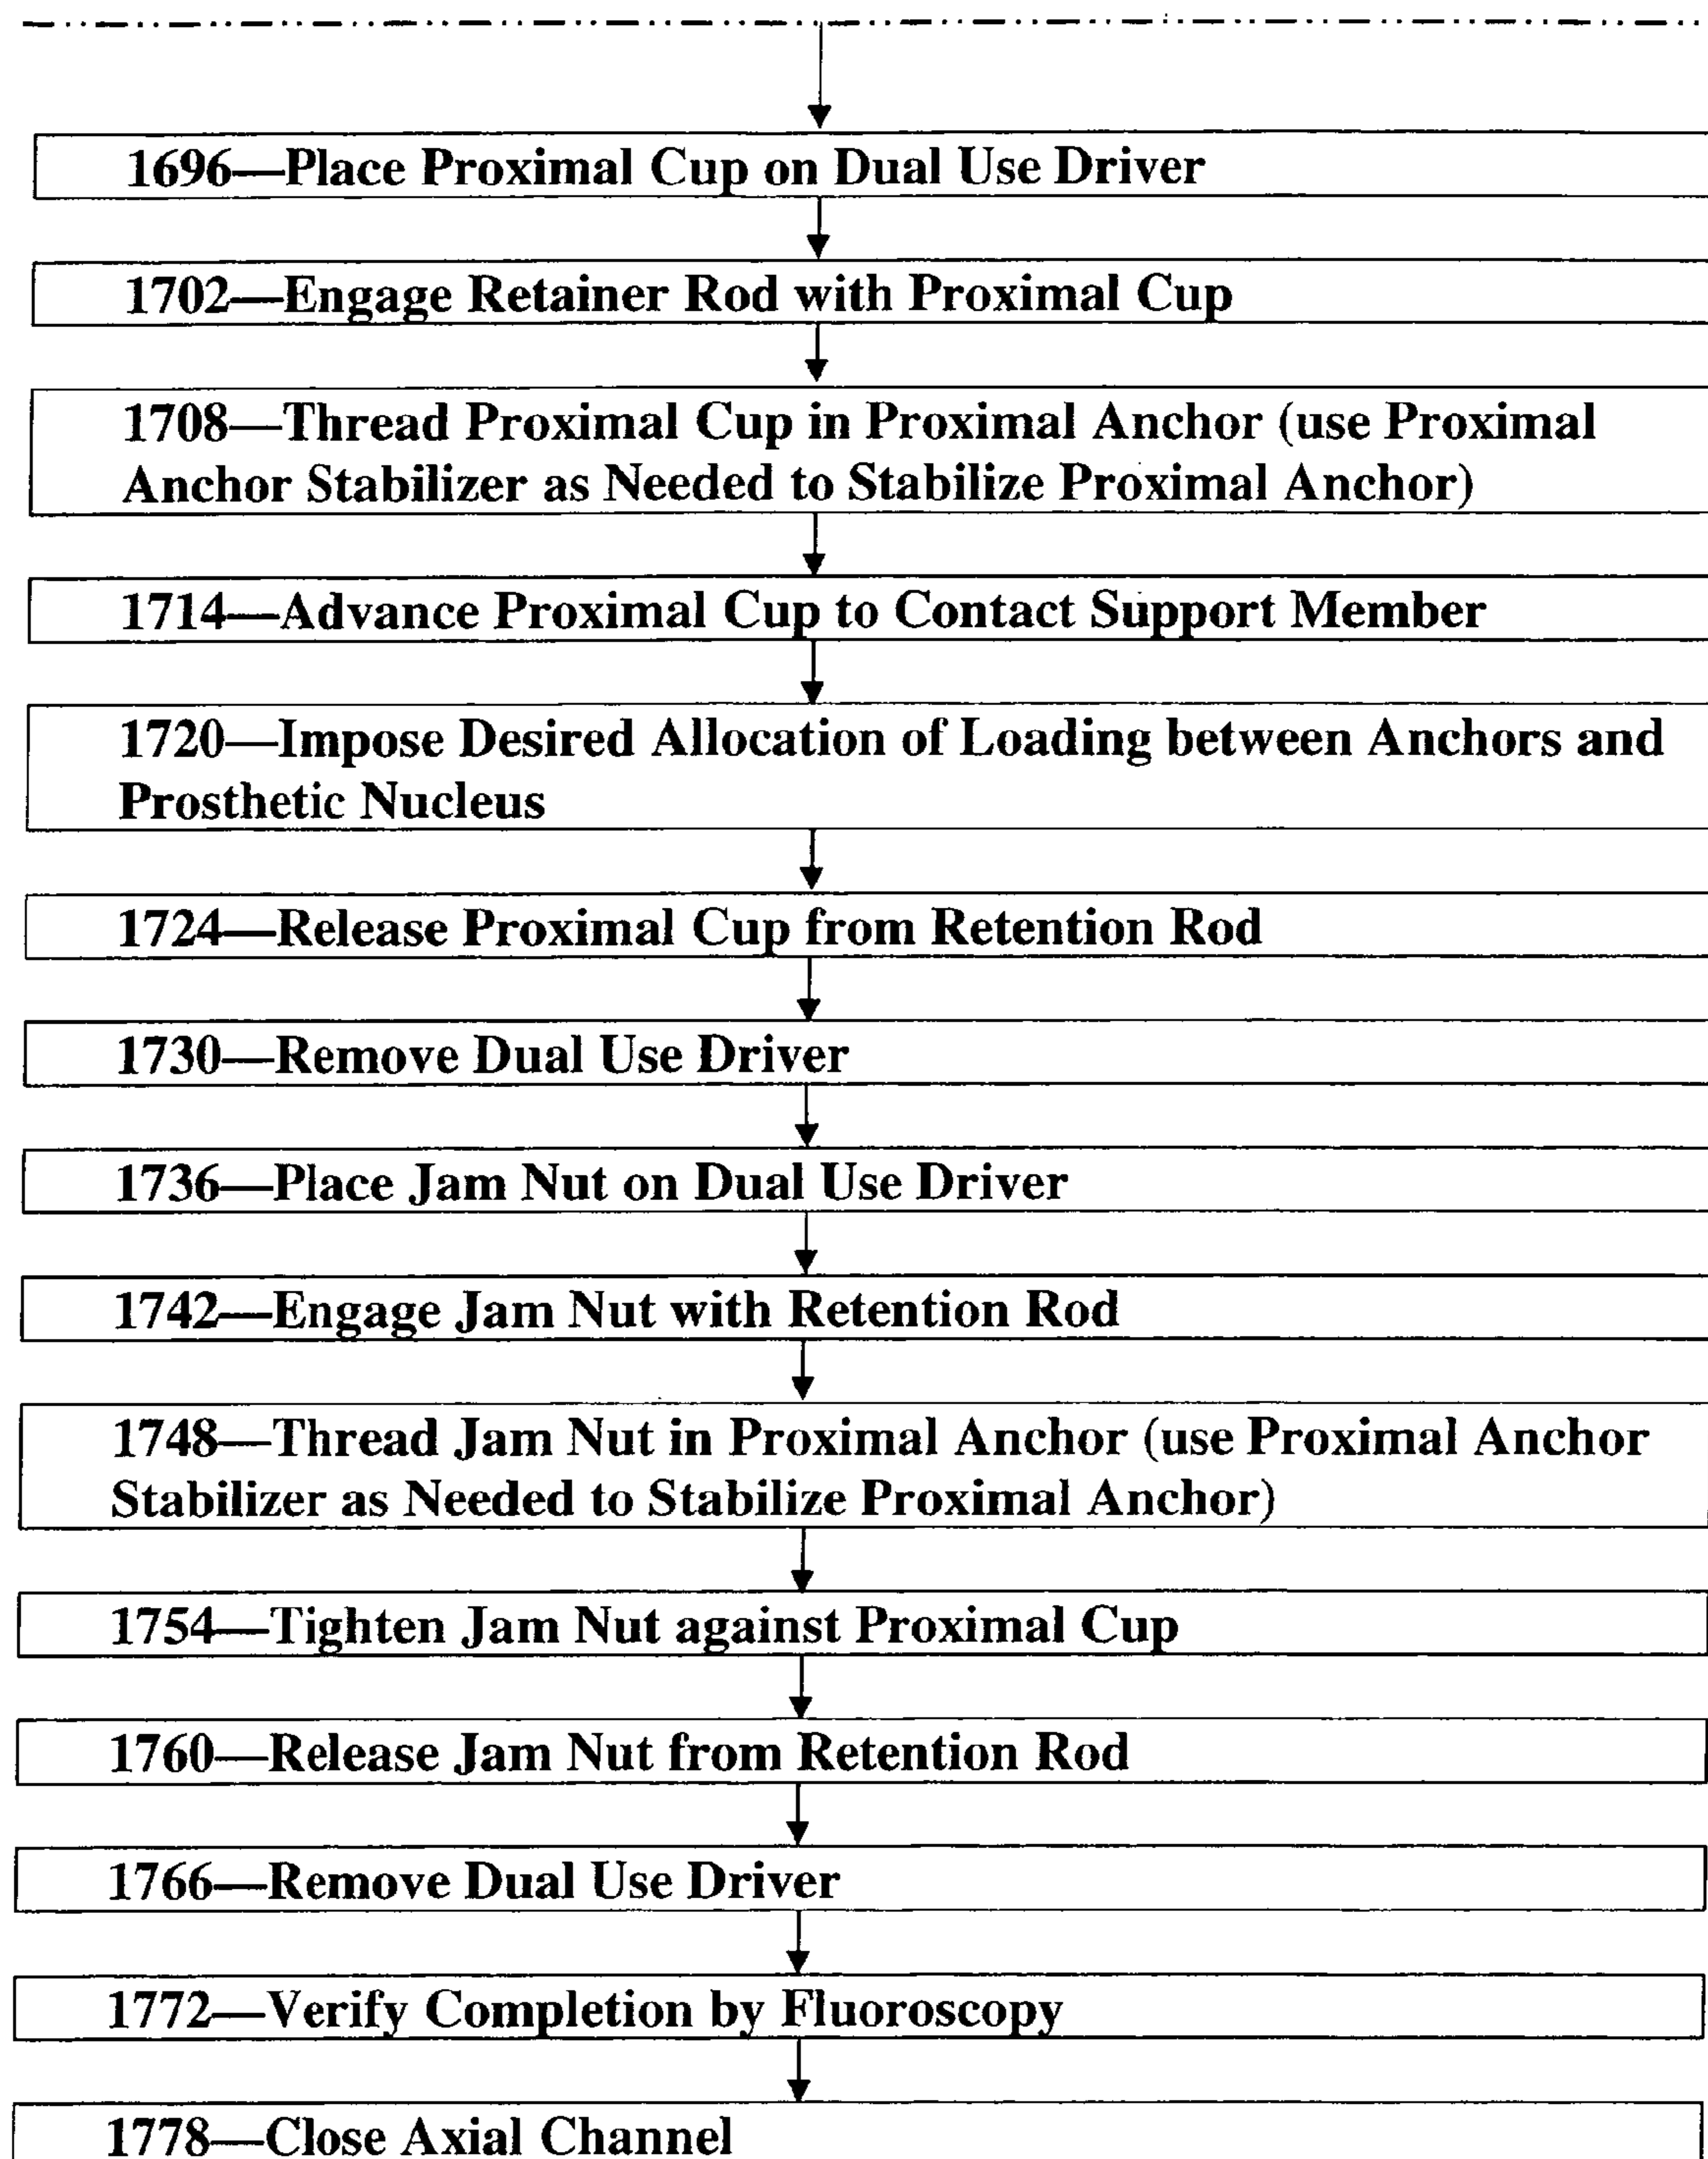 1696—Place Proximal Cup on Dual Use Driver
1702—Engage Retainer Rod with Proximal Cup
1708—Thread Proximal Cup in Proximal Anchor (use Proximal
Anchor Stabilizer as Needed to Stabilize Proximal Anchor)
1714—Advance Proximal Cup to Contact Support Member
1720—Impose Desired Allocation of Loading between Anchors and
Prosthetic Nucleus
1724—Release Proximal Cup from Retention Rod
1730—Remove Dual Use Driver
1736—Place Jam Nut on Dual Use Driver
1742—Engage Jam Nut with Retention Rod
1748—Thread Jam Nut in Proximal Anchor (use Proximal Anchor
Stabilizer as Needed to Stabilize Proximal Anchor)
1754—Tighten Jam Nut against Proximal Cup
1760—Release Jam Nut from Retention Rod
1766—Remove Dual Use Driver
1772—Verify Completion by Fluoroscopy
1778—Close Axial Channel